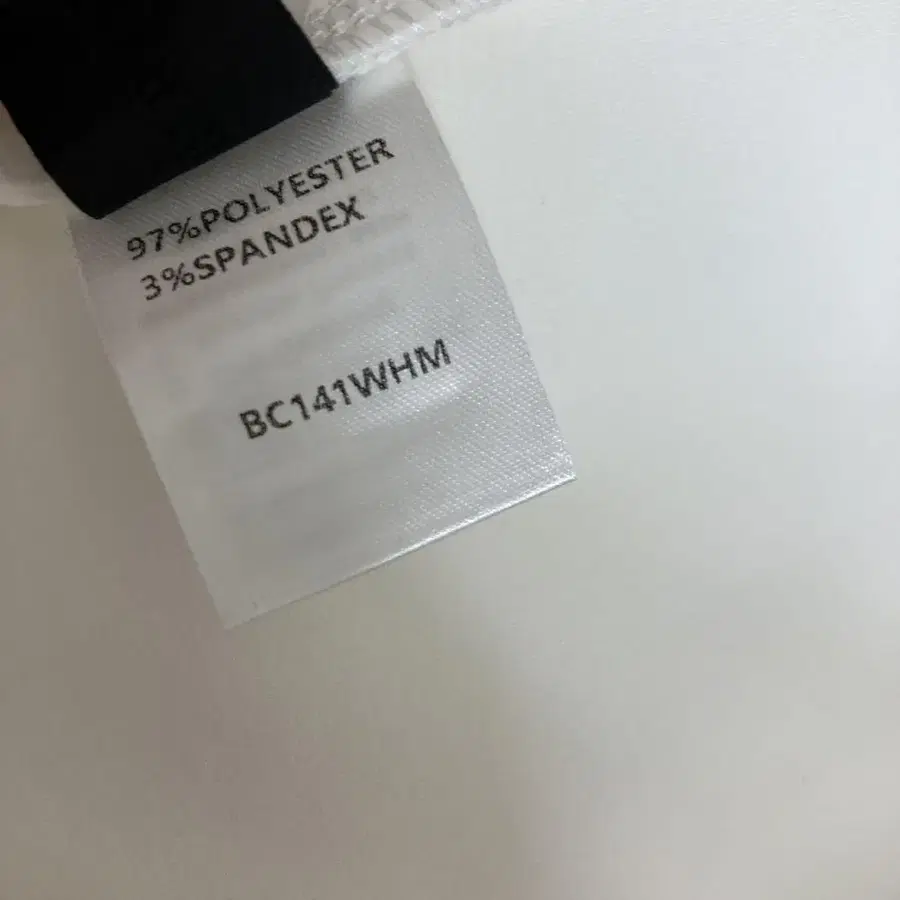 97%POLYESTER
3%SPANDEX
BC141WHM